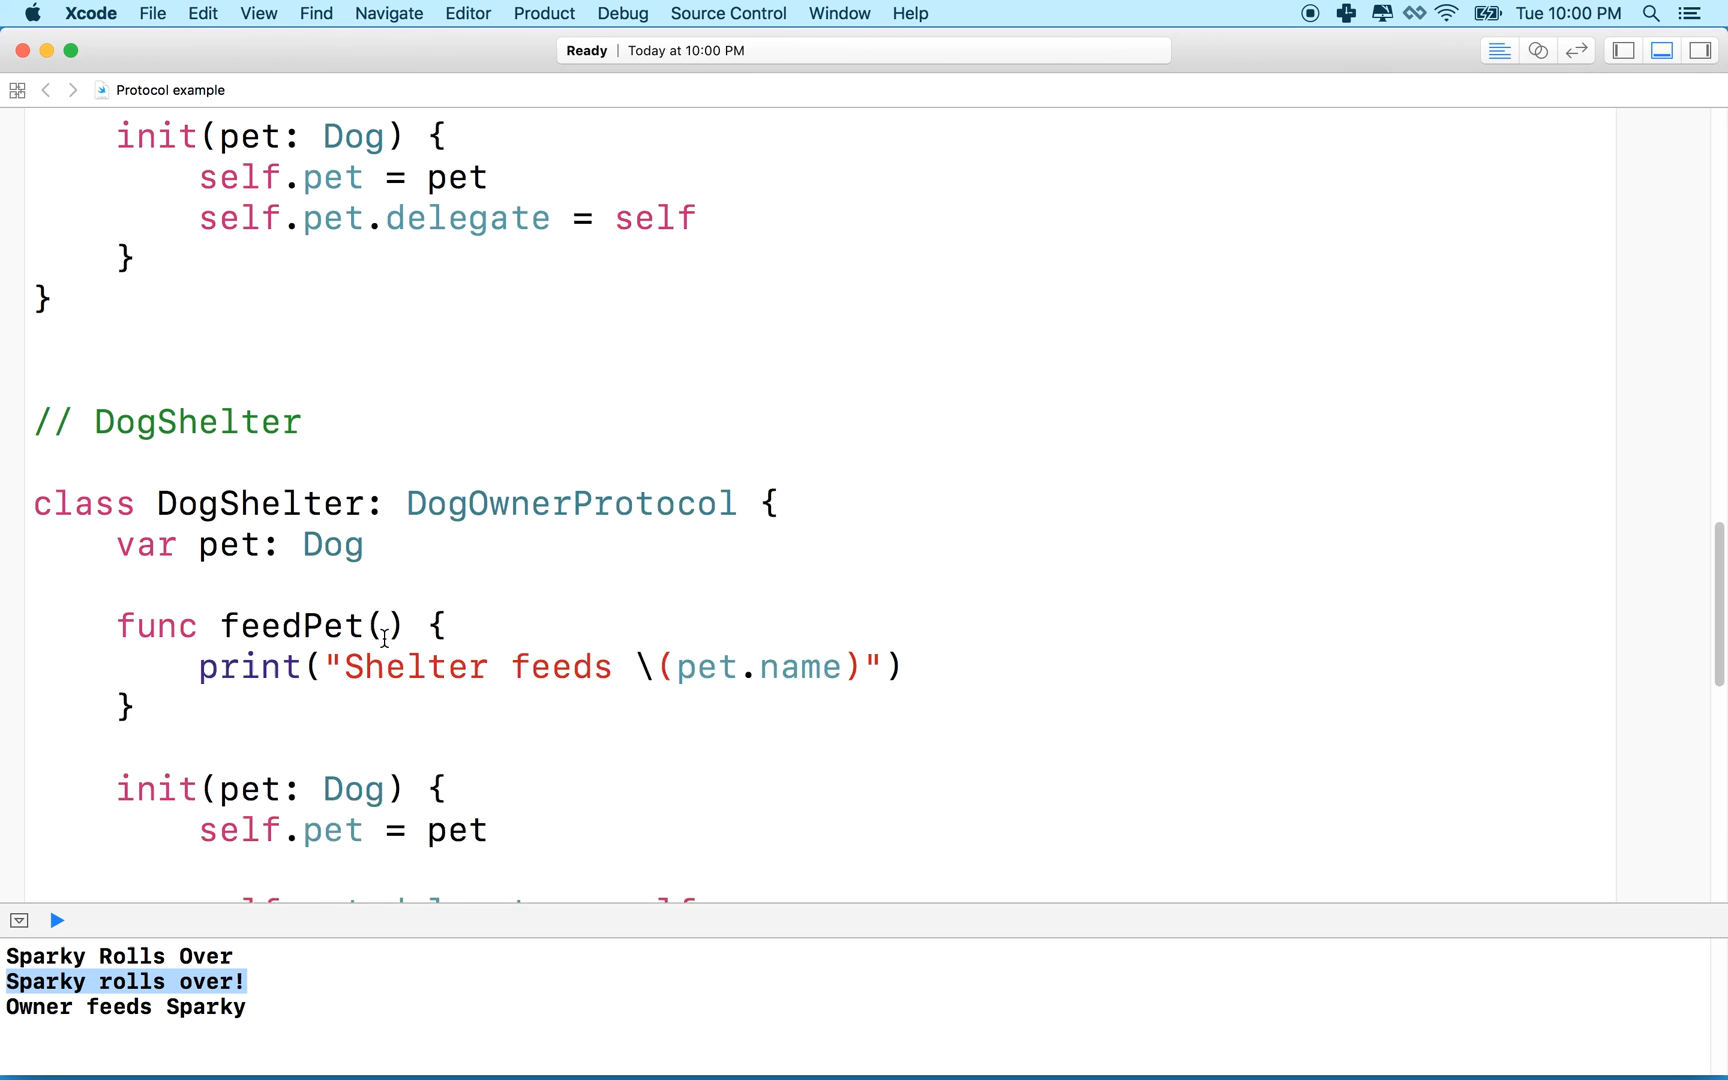 Xcode File Edit View Find Navigate Editor Product Debug Source Control Window Help Tue 10:00 PM
Ready | Today at 10:00 PM
Protocol example
init(pet: Dog) {
self.pet = pet
self.pet.delegate = self
}
}
// DogShelter
class DogShelter: DogOwnerProtocol {
var pet: Dog
func feedPet() {
print("Shelter feeds \(pet.name)")
}
init(pet: Dog) {
self.pet = pet
Sparky Rolls Over
Sparky rolls over!
Owner feeds Sparky